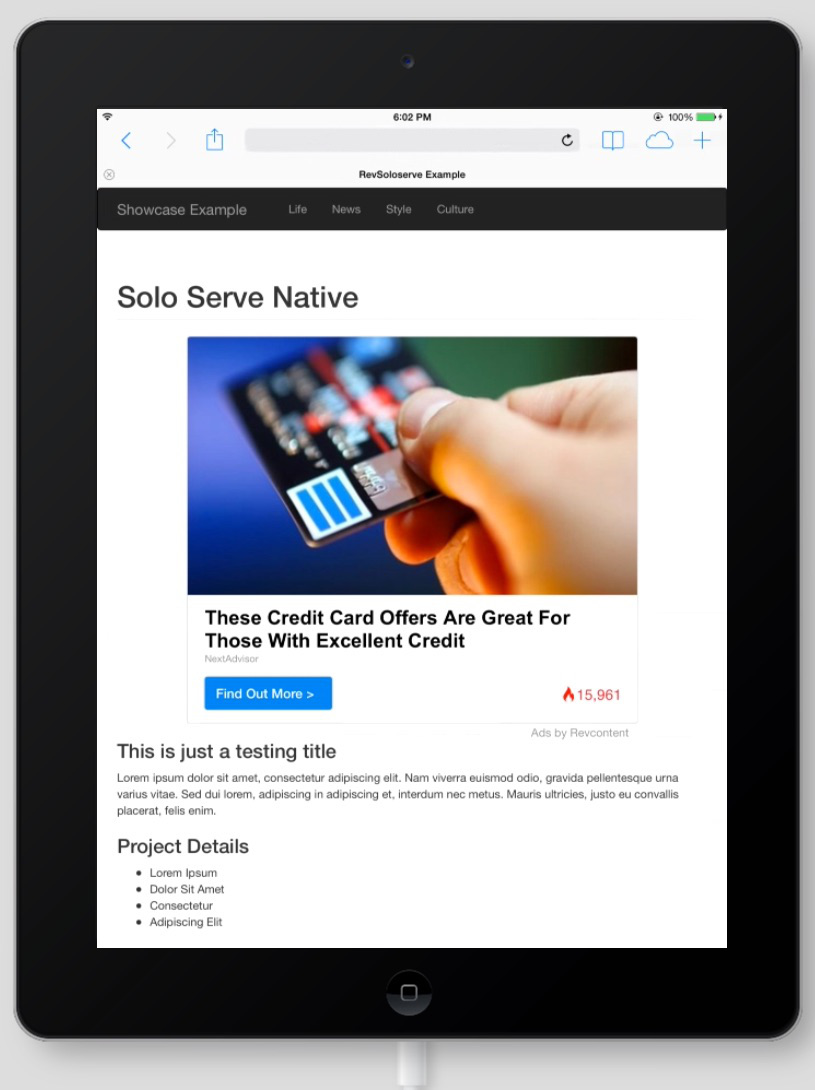 6:02 PM
100%
RevSoloserve Example
Showcase Example Life News Style Culture
Solo Serve Native
These Credit Card Offers Are Great For
Those With Excellent Credit
NextAdvisor
Find Out More >
15,961
Ads by Revcontent
This is just a testing title
Lorem ipsum dolor sit amet, consectetur adipiscing elit. Nam viverra euismod odio, gravida pellentesque urna
varius vitae. Sed dui lorem, adipiscing in adipiscing et, interdum nec metus. Mauris ultricies, justo eu convallis
placerat, felis enim.
Project Details
• Lorem Ipsum
• Dolor Sit Amet
• Consectetur
• Adipiscing Elit